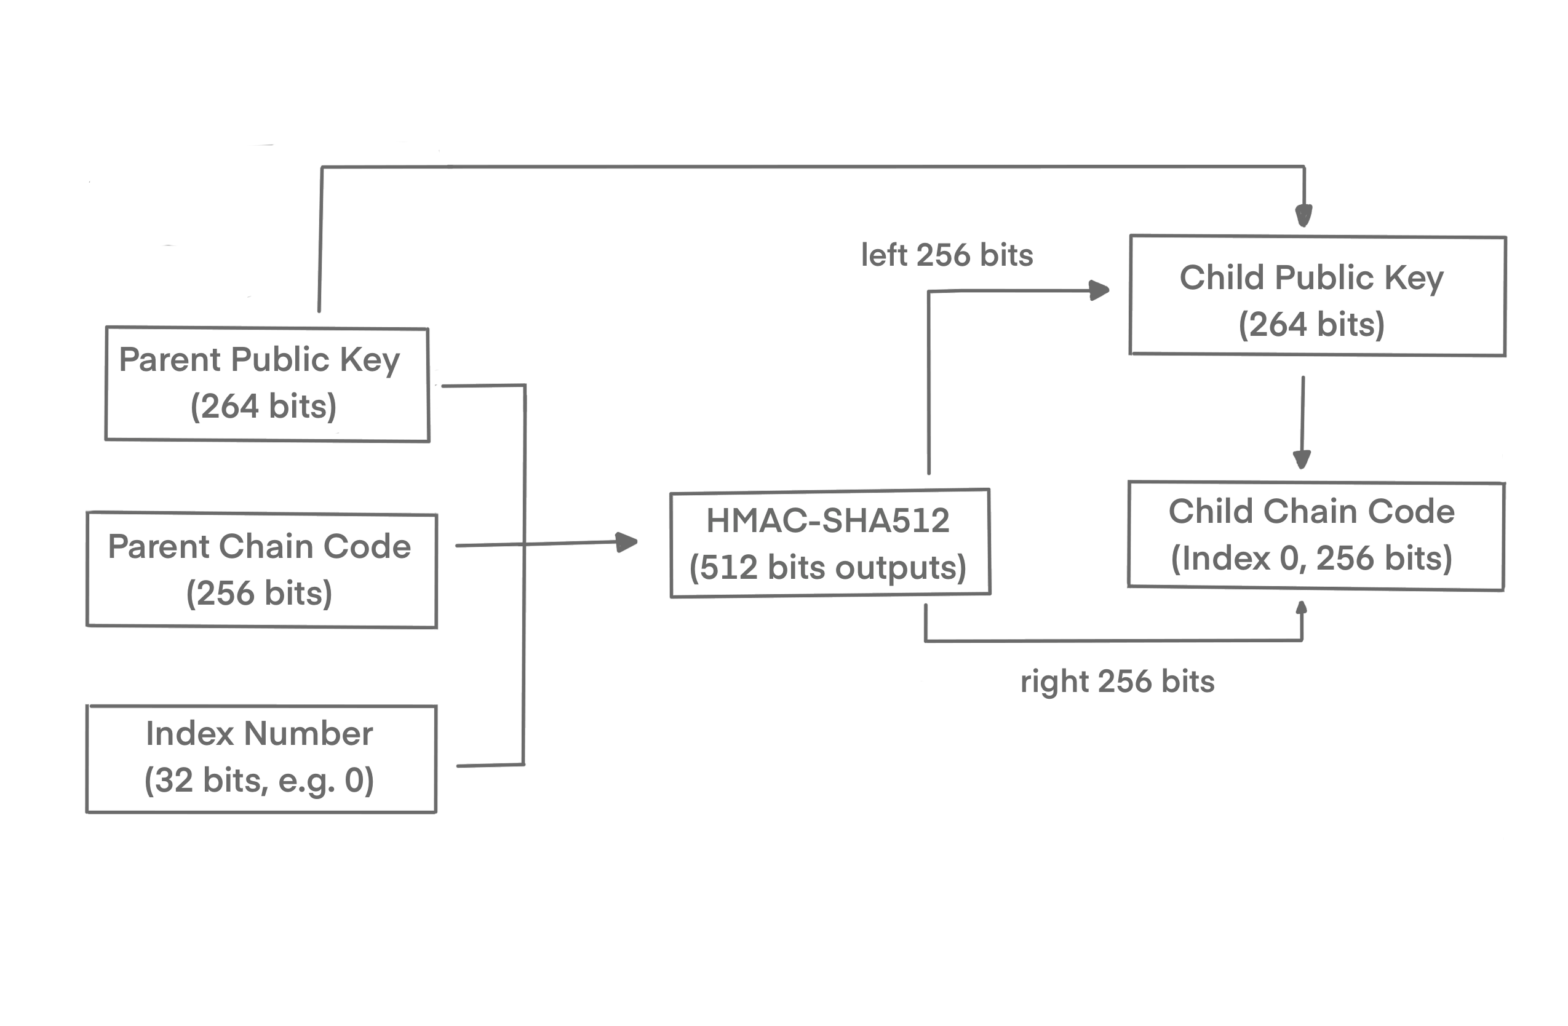 left 256 bits
Child Public Key
(264 bits)
Parent Public Key
(264 bits)
Parent Chain Code
(256 bits)
HMAC-SHA512
(512 bits outputs)
Child Chain Code
(Index 0, 256 bits)
right 256 bits
Index Number
(32 bits, e.g. 0)